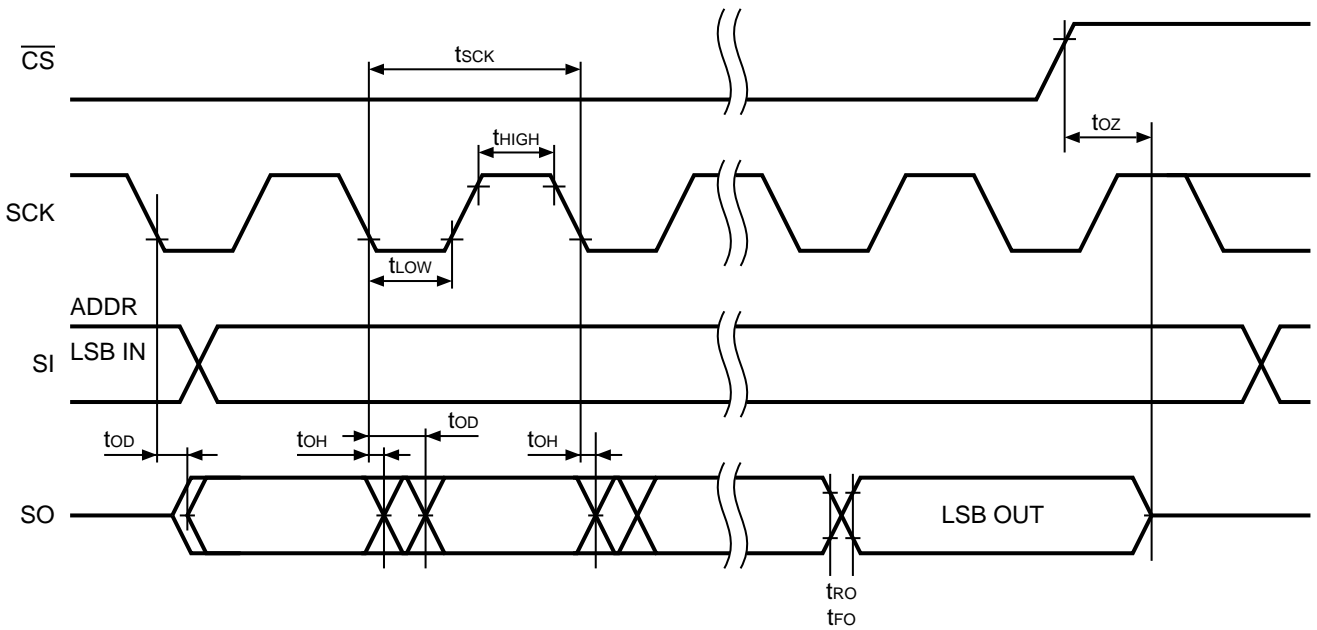 CS
tSCK
tHIGH
tOZ
SCK
tLOW
ADDR
LSB IN
SI
tOD
tOH
tOD
tOH
SO
LSB OUT
tRO
tFO